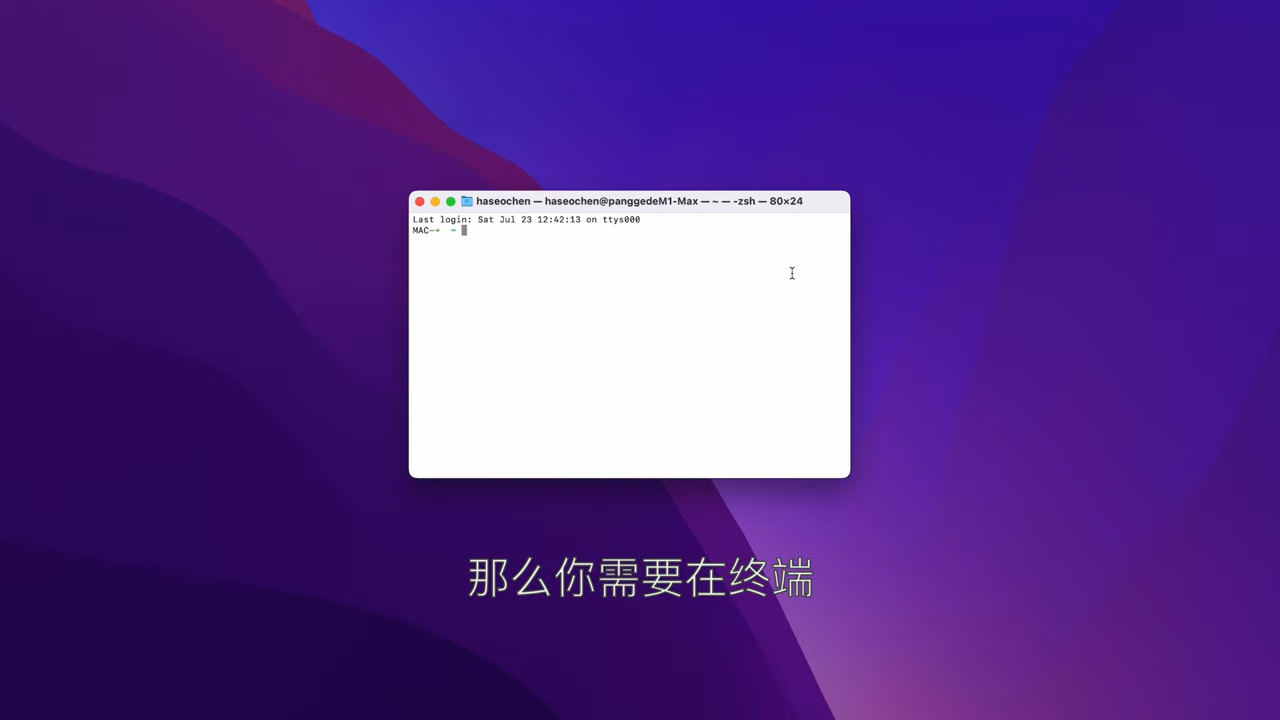 haseochen — haseochen@panggedeM1-Max — ~ — -zsh — 80×24
Last login: Sat Jul 23 12:42:13 on ttys000
MAC—→ ~
那么你需要在终端